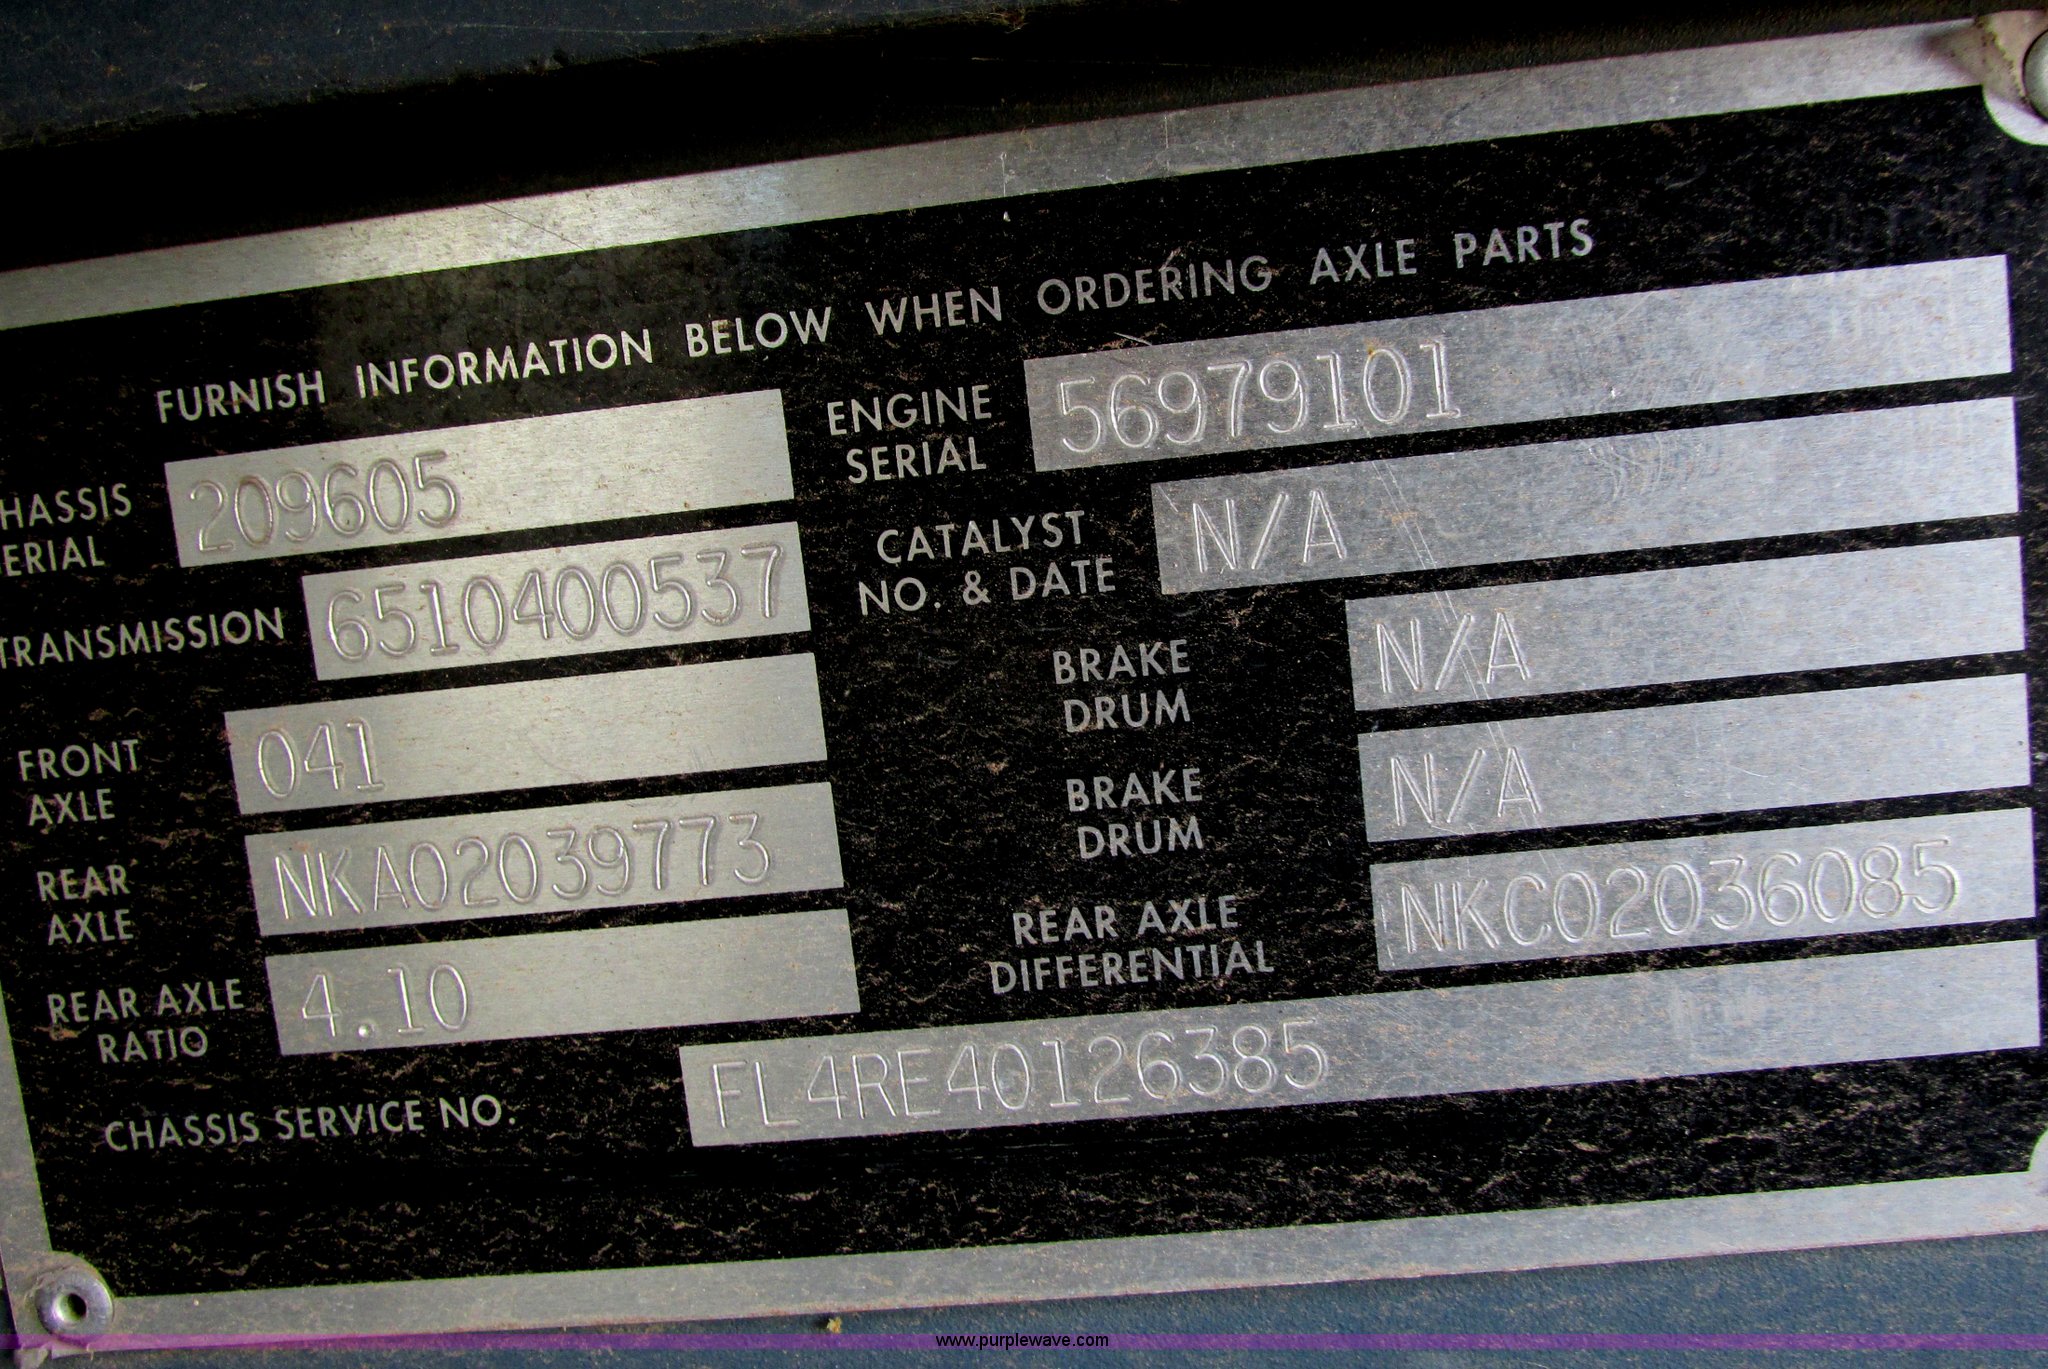 FURNISH INFORMATION BELOW WHEN ORDERING AXLE PARTS
HASSIS
ERIAL
209605
ENGINE
SERIAL
56979101
TRANSMISSION
6510400537
CATALYST
NO. & DATE
N/A
FRONT
AXLE
041
BRAKE
DRUM
N/A
REAR
AXLE
NKA02039773
BRAKE
DRUM
N/A
REAR AXLE
RATIO
4.10
REAR AXLE
DIFFERENTIAL
NKC02036085
CHASSIS SERVICE NO.
FL4RE40126385
www.purplewave.com